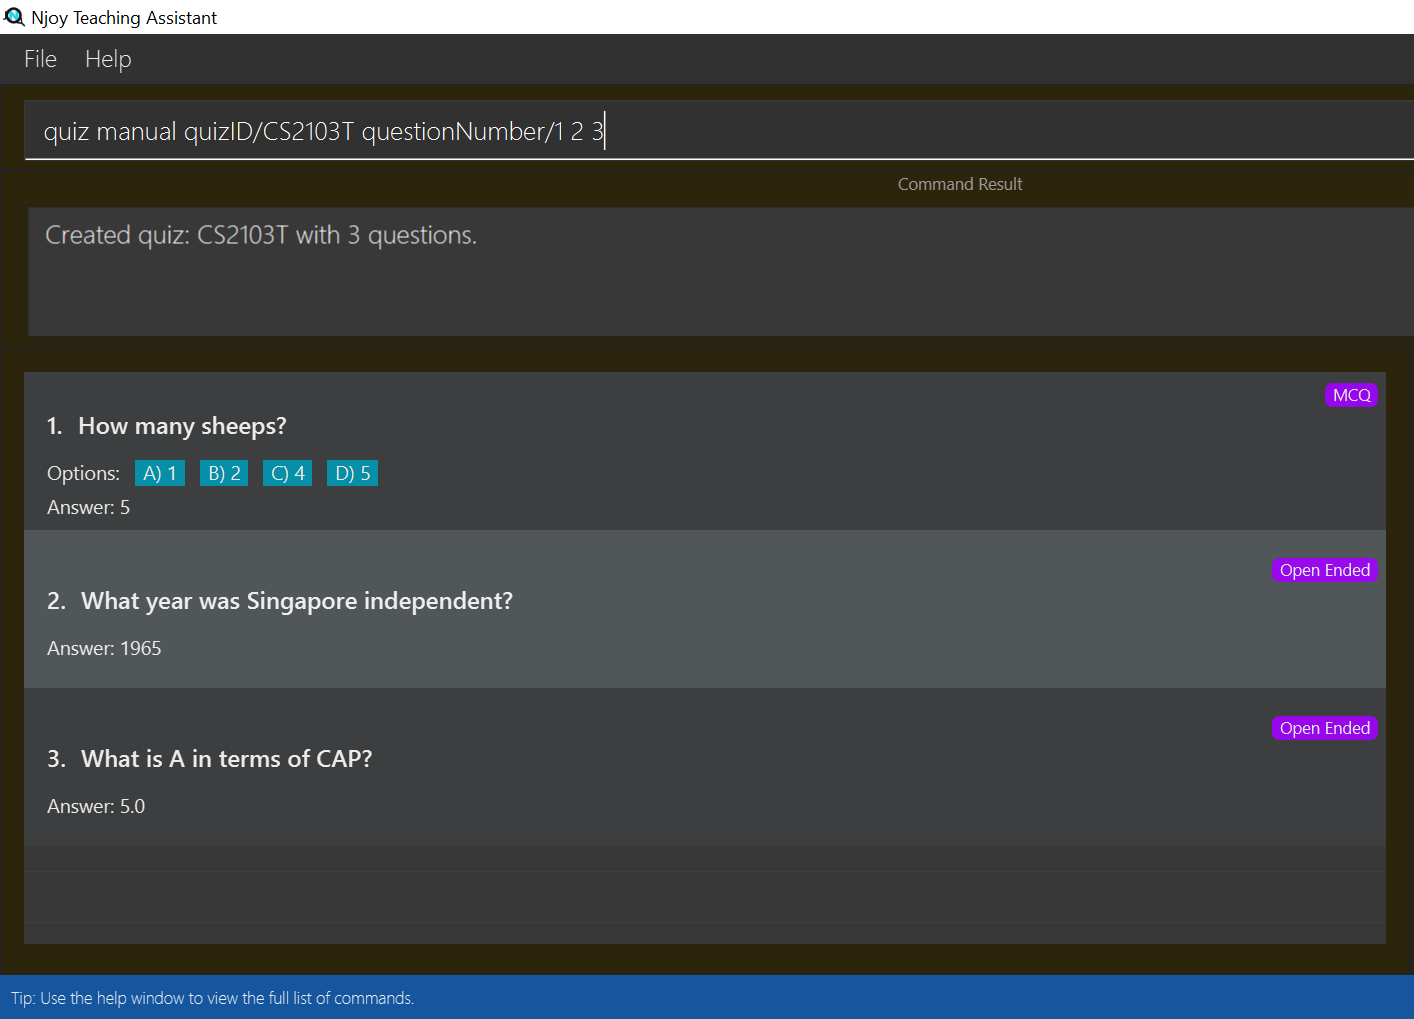 Njoy Teaching Assistant
File Help
quiz manual quizID/CS2103T questionNumber/1 2 3
Command Result
Created quiz: CS2103T with 3 questions.
MCQ
1. How many sheeps?
Options: A) 1 B) 2 C) 4 D) 5
Answer: 5
Open Ended
2. What year was Singapore independent?
Answer: 1965
Open Ended
3. What is A in terms of CAP?
Answer: 5.0
Tip: Use the help window to view the full list of commands.